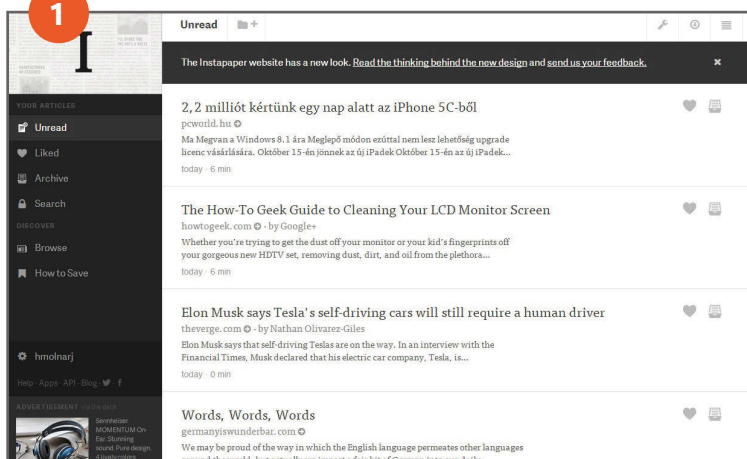 1
I
Unread
The Instapaper website has a new look. Read the thinking behind the new design and send us your feedback.
YOUR ARTICLES
Unread
Liked
Archive
Search
DISCOVER
Browse
How to Save
hmolnarj
Help · Apps · API · Blog ·
ADVERTISEMENT via the deck
Sennheiser
MOMENTUM On-
Ear. Stunning
sound. Pure design.
4 lively colors
2,2 milliót kértünk egy nap alatt az iPhone 5C-ből
pcworld.hu
Ma Megvan a Windows 8.1 ára Meglepő módon ezúttal nem lesz lehetőség upgrade
licenc vásárlására. Október 15-én jönnek az új iPadek Október 15-én az új iPadek...
today · 6 min
The How-To Geek Guide to Cleaning Your LCD Monitor Screen
howtogeek.com · by Google+
Whether you're trying to get the dust off your monitor or your kid's fingerprints off
your gorgeous new HDTV set, removing dust, dirt, and oil from the plethora...
today · 6 min
Elon Musk says Tesla's self-driving cars will still require a human driver
theverge.com · by Nathan Olivarez-Giles
Elon Musk says that self-driving Teslas are on the way. In an interview with the
Financial Times, Musk declared that his electric car company, Tesla, is...
today · 0 min
Words, Words, Words
germanyiswunderbar.com
We may be proud of the way in which the English language permeates other languages